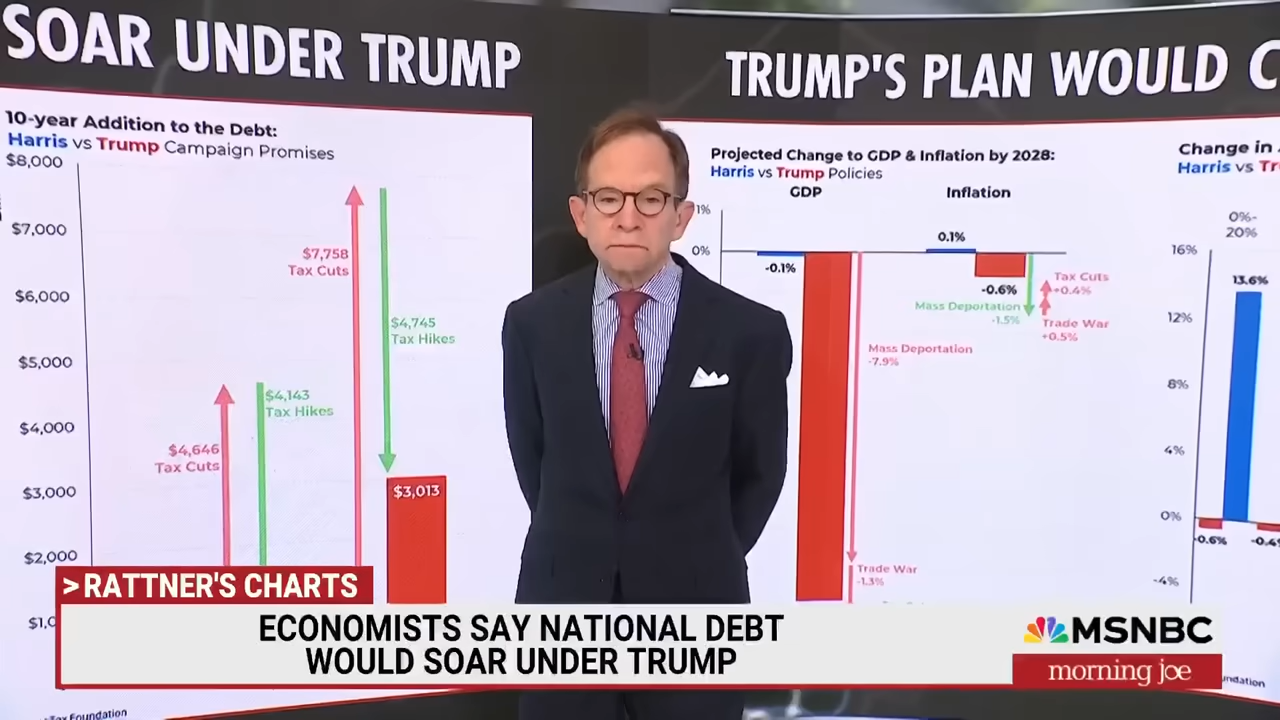 SOAR UNDER TRUMP
10-year Addition to the Debt:
Harris vs Trump Campaign Promises
$8,000
$7,000
$6,000
$5,000
$4,000
$3,000
$2,000
$7,758
Tax Cuts
$4,745
Tax Hikes
$4,143
Tax Hikes
$4,646
Tax Cuts
$3,013
Tax Foundation
TRUMP'S PLAN WOULD
Projected Change to GDP & Inflation by 2028:
Harris vs Trump Policies
GDP
Inflation
1%
0%
-0.1%
0.1%
-0.6%
Tax Cuts
+0.4%
Mass Deportation
-1.5%
Trade War
+0.5%
Mass Deportation
-7.9%
Trade War
-1.3%
Change in
Harris vs
0%-
20%
16%
12%
8%
4%
0%
-4%
13.6%
-0.6%
>RATTNER'S CHARTS
ECONOMISTS SAY NATIONAL DEBT
WOULD SOAR UNDER TRUMP
MSNBC
morning joe